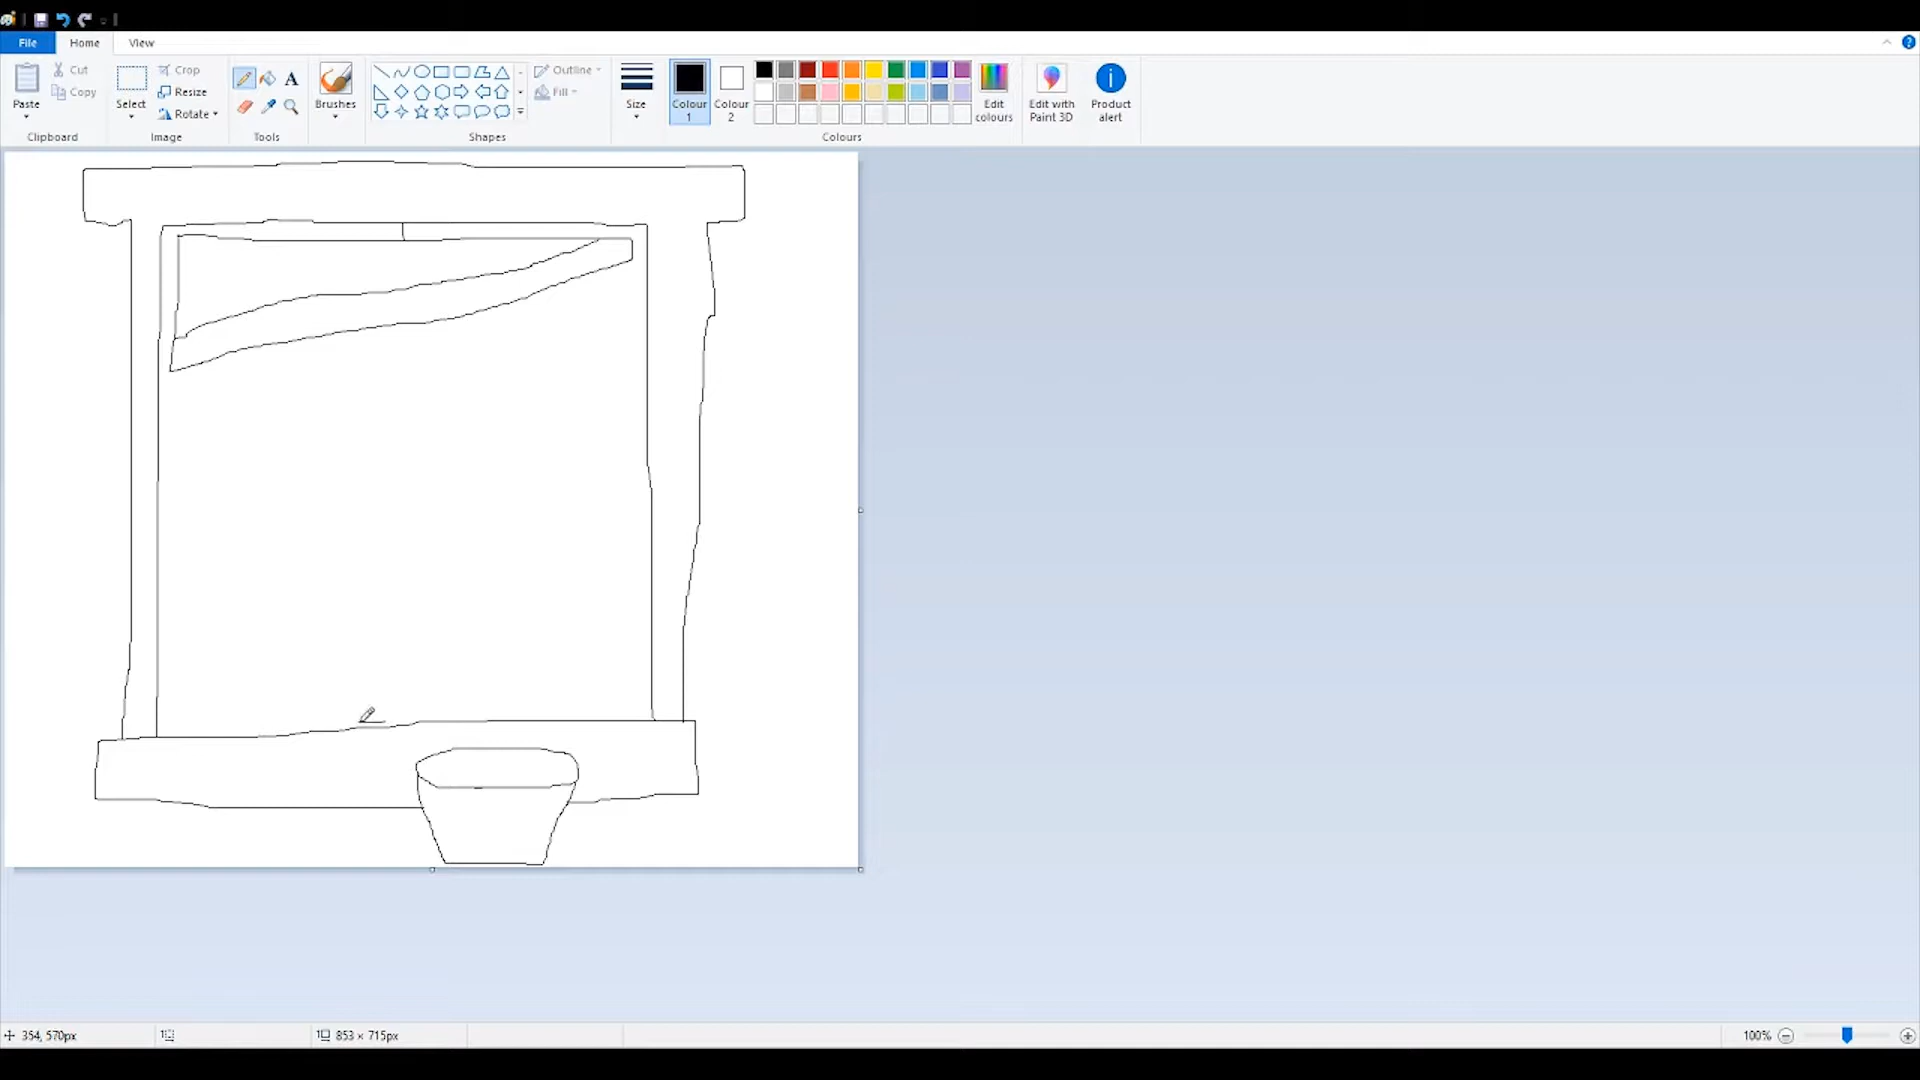 File Home View
Paste Cut Copy Select Crop Resize Rotate A Brushes Outline Fill Size Colour 1 Colour 2 Edit colours Edit with Paint 3D i Product alert ?
Clipboard Image Tools Shapes Colours
354, 570px 853 × 715px 100%